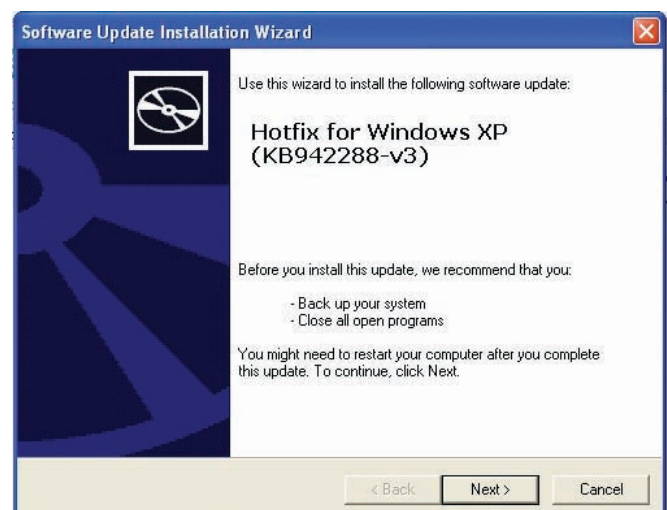 Software Update Installation Wizard
Use this wizard to install the following software update:
Hotfix for Windows XP
(KB942288-v3)
Before you install this update, we recommend that you:
- Back up your system
- Close all open programs
You might need to restart your computer after you complete
this update. To continue, click Next.
< Back
Next >
Cancel